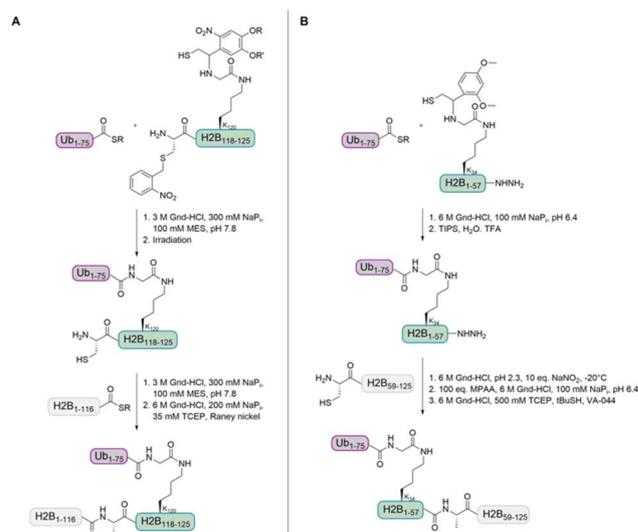 A
O₂N
OR
OR'
HS
HN
O
NH
K₁₂₀
Ub₁₋₇₅
O
SR
+
H₂N
O
H2B₁₁₈₋₁₂₅
S
NO₂
1. 3 M Gnd-HCl, 300 mM NaPᵢ,
100 mM MES, pH 7.8
2. Irradiation
Ub₁₋₇₅
H
N
O
O
NH
K₁₂₀
H₂N
O
H2B₁₁₈₋₁₂₅
HS
H2B₁₋₁₁₆
O
SR
1. 3 M Gnd-HCl, 300 mM NaPᵢ,
100 mM MES, pH 7.8
2. 6 M Gnd-HCl, 200 mM NaPᵢ,
35 mM TCEP, Raney nickel
Ub₁₋₇₅
H
N
O
O
NH
K₁₂₀
H2B₁₋₁₁₆
H
N
O
O
H2B₁₁₈₋₁₂₅
B
O
O
HS
HN
O
NH
K₃₄
Ub₁₋₇₅
O
SR
+
H2B₁₋₅₇
NHNH₂
1. 6 M Gnd-HCl, 100 mM NaPᵢ, pH 6.4
2. TIPS, H₂O. TFA
Ub₁₋₇₅
H
N
O
O
NH
K₃₄
H2B₁₋₅₇
NHNH₂
H₂N
O
H2B₅₉₋₁₂₅
HS
1. 6 M Gnd-HCl, pH 2.3, 10 eq. NaNO₂, -20°C
2. 100 eq. MPAA, 6 M Gnd-HCl, 100 mM NaPᵢ, pH 6.4
3. 6 M Gnd-HCl, 500 mM TCEP, tBuSH, VA-044
Ub₁₋₇₅
H
N
O
O
NH
K₃₄
H2B₁₋₅₇
O
H
N
O
H2B₅₉₋₁₂₅